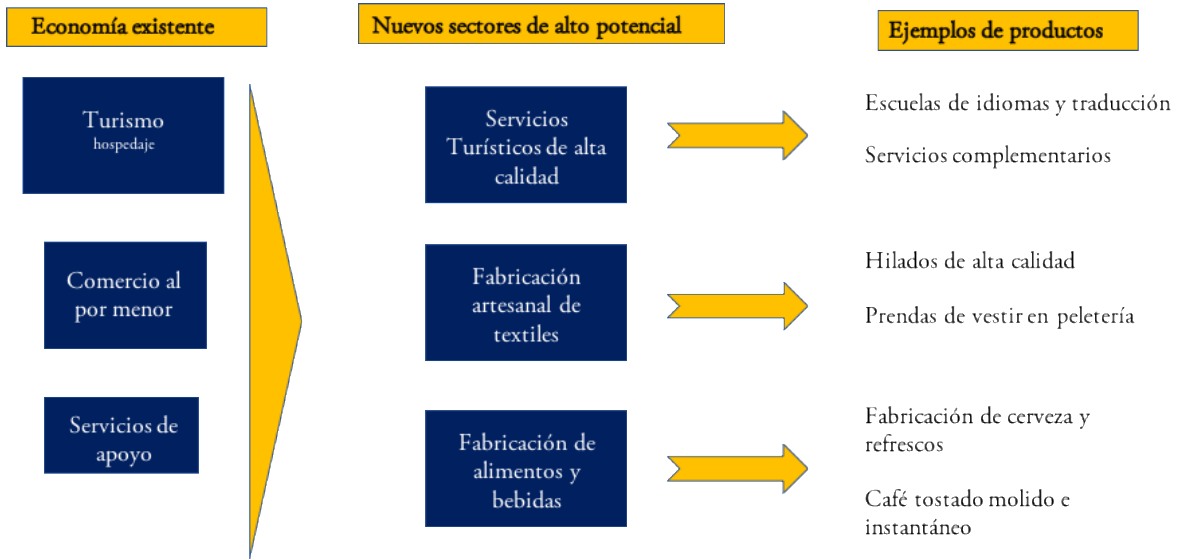 Economía existente
Nuevos sectores de alto potencial
Ejemplos de productos
Turismo
hospedaje
Comercio al
por menor
Servicios de
apoyo
Servicios
Turísticos de alta
calidad
Fabricación
artesanal de
textiles
Fabricación de
alimentos y
bebidas
Escuelas de idiomas y traducción
Servicios complementarios
Hilados de alta calidad
Prendas de vestir en peletería
Fabricación de cerveza y
refrescos
Café tostado molido e
instantáneo